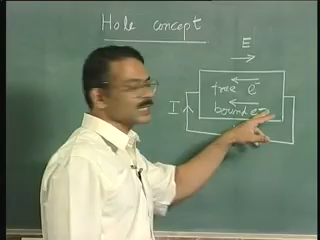 Hole concept
E
free e⁻
bound e⁻
I